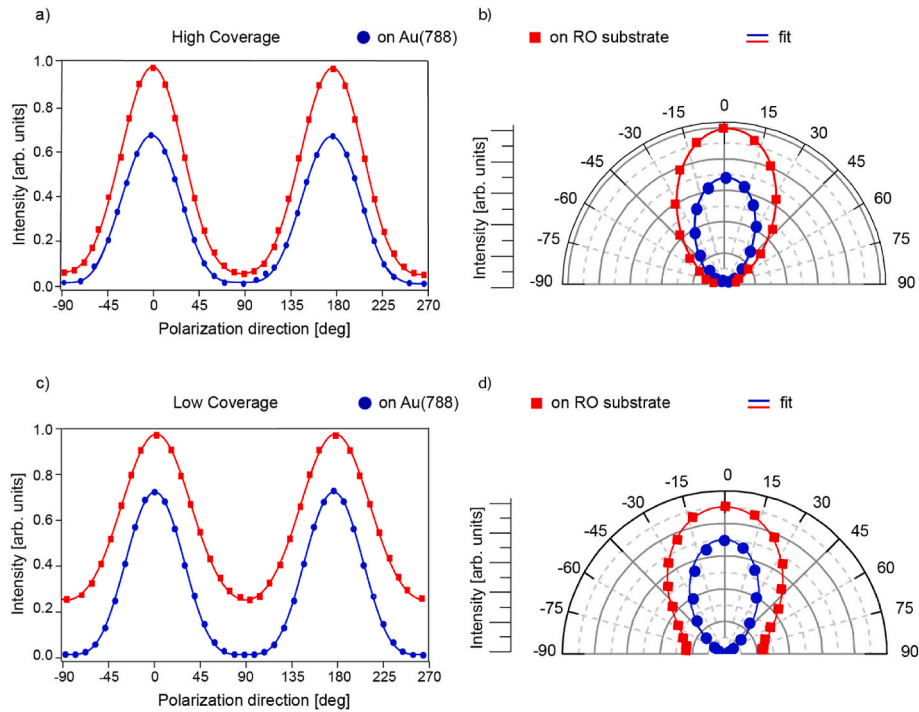 a)
High Coverage
on Au(788)
b)
on RO substrate
fit
Intensity [arb. units]
1.0
0.8
0.6
0.4
0.2
0.0
-90 -45 0 45 90 135 180 225 270
Polarization direction [deg]
Intensity [arb. units]
-90 -75 -60 -45 -30 -15 0 15 30 45 60 75 90
c)
Low Coverage
on Au(788)
d)
on RO substrate
fit
Intensity [arb. units]
1.0
0.8
0.6
0.4
0.2
0.0
-90 -45 0 45 90 135 180 225 270
Polarization direction [deg]
Intensity [arb. units]
-90 -75 -60 -45 -30 -15 0 15 30 45 60 75 90